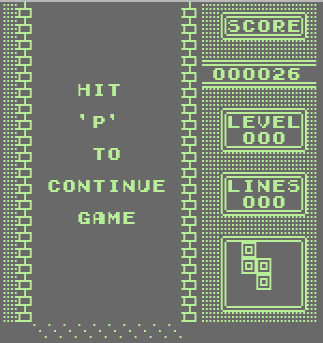 HIT
'P'
TO
CONTINUE
GAME
SCORE
000026
LEVEL
000
LINES
000